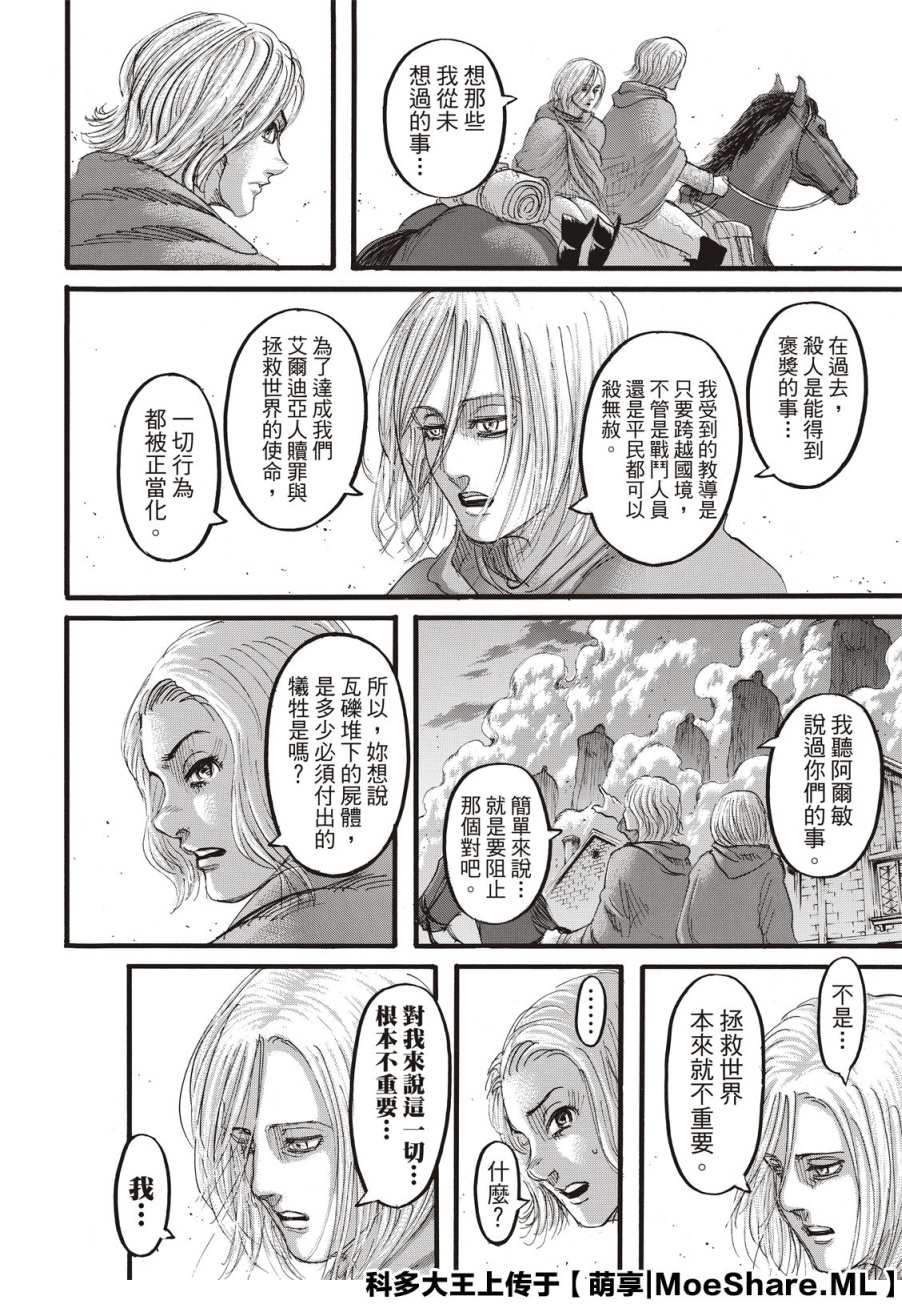 想那些
我從未
想過的事…
在過去，
殺人是能得到
褒獎的事…
我受到的教導是
只要跨越國境，
不管是戰鬥人員
還是平民都可以
殺無赦。
為了達成我們
艾爾迪亞人贖罪與
拯救世界的使命，
一切行為
都被正當化。
我聽阿爾敏
說過你們的事。
簡單來說…
就是要阻止
那個對吧。
所以，妳想說
瓦礫堆下的屍體，
是多少必須付出的
犧牲是嗎？
不是…
拯救世界
本來就不重要。
……
什麼？
對我來說這一切…
根本不重要…
我…
科多大王上传于【萌享|MoeShare.ML】